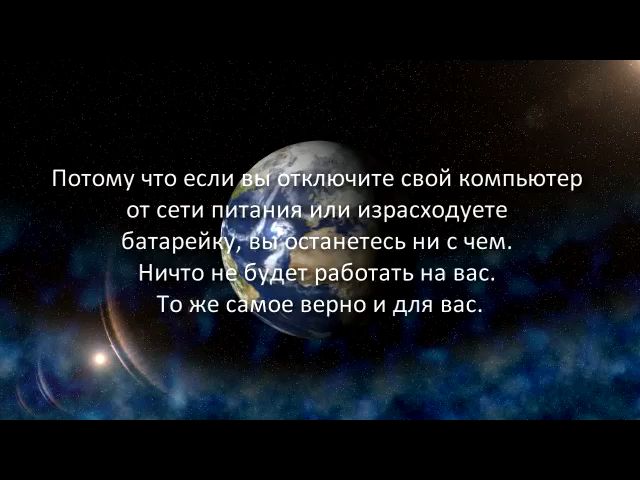 Потому что если вы отключите свой компьютер
от сети питания или израсходуете
батарейку, вы останетесь ни с чем.
Ничто не будет работать на вас.
То же самое верно и для вас.